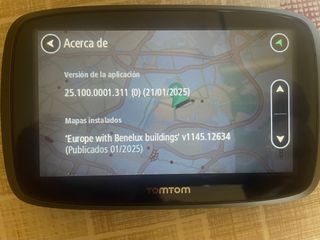 Acerca de
Versión de la aplicación
25.100.0001.311 (0) (21/01/2025)
Mapas instalados
'Europe with Benelux buildings' v1145.12634
(Publicados 01/2025)
TOMTOM